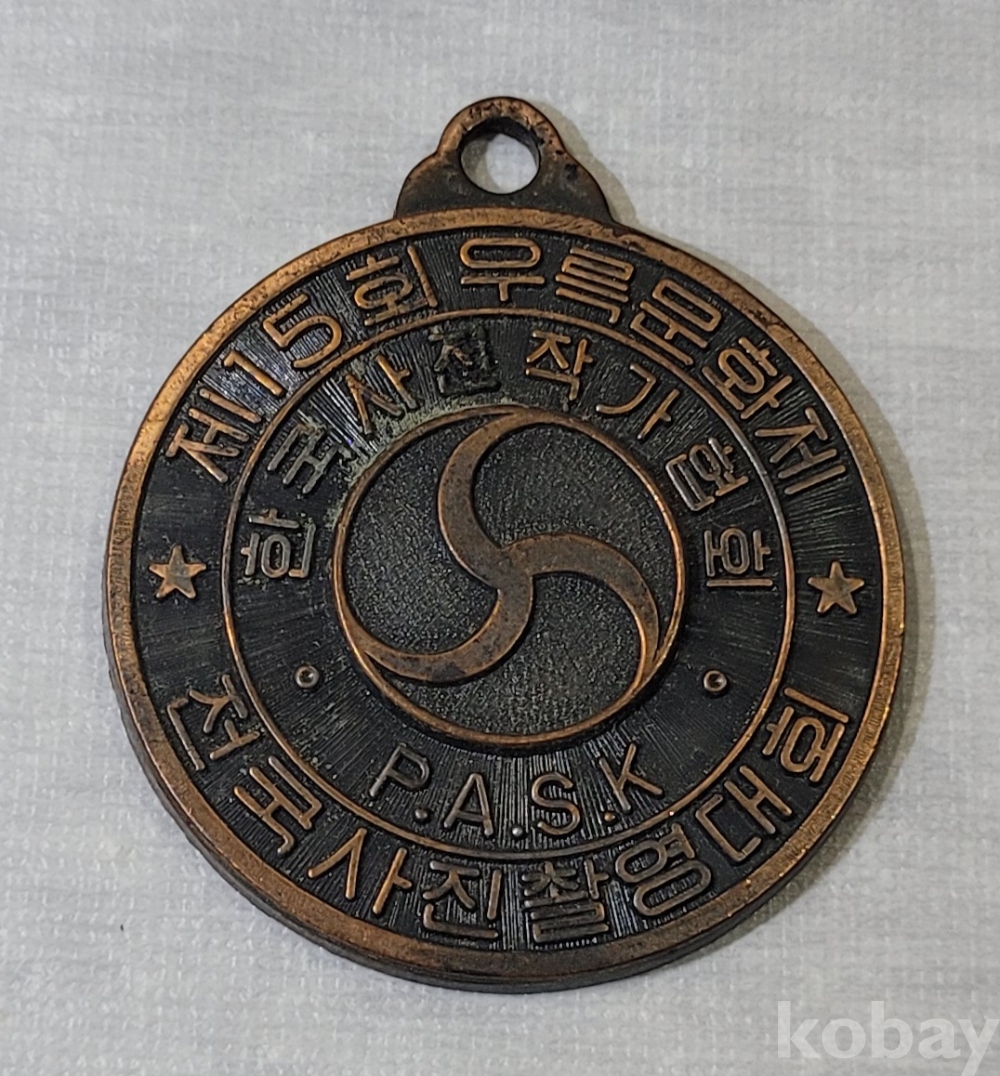 제15회 우륵문화제
한국사진작가협회
P.A.S.K
전국사진촬영대회
kobay